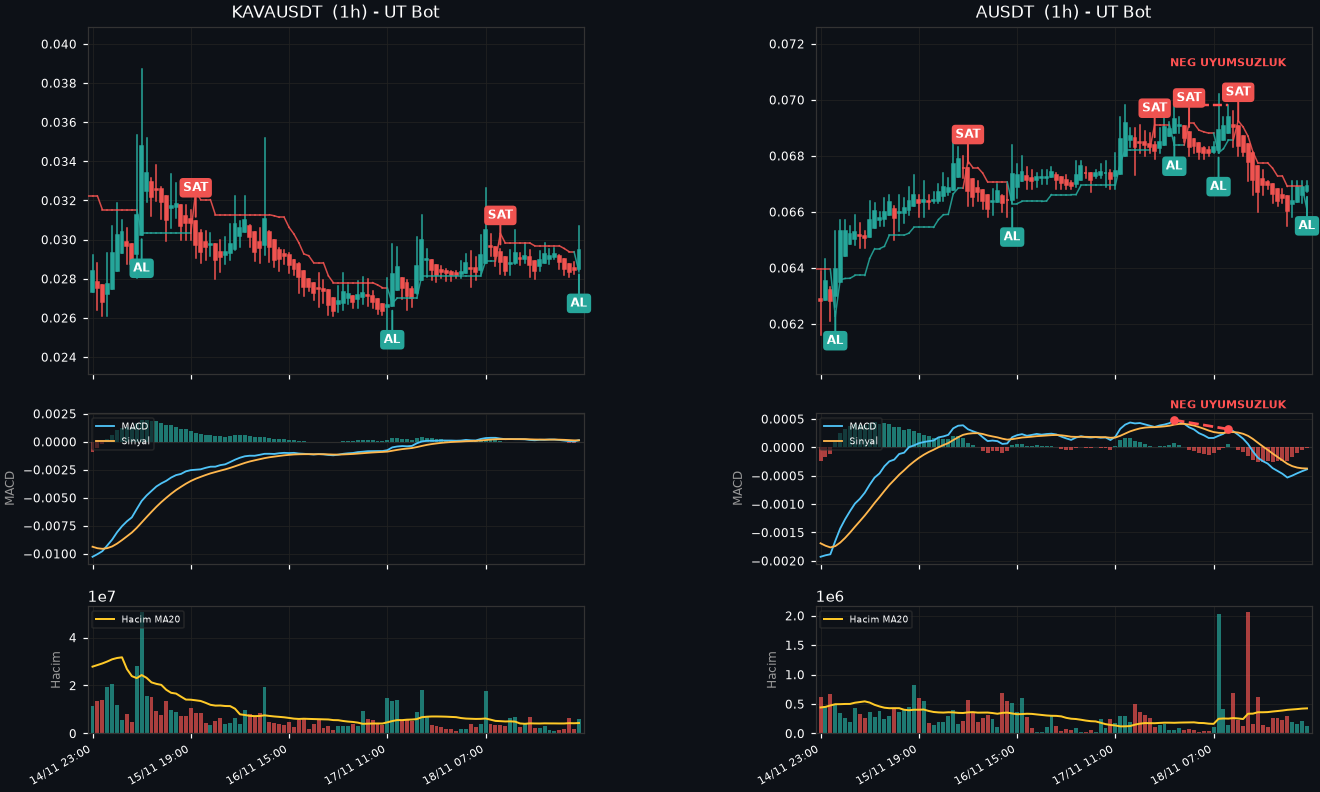 KAVAUSDT (1h) - UT Bot
0.040
0.038
0.036
0.034
0.032
0.030
0.028
0.026
0.024
AL
SAT
AL
SAT
AL
0.0025
0.0000
−0.0025
−0.0050
−0.0075
−0.0100
MACD
MACD
Sinyal
1e7
4
2
0
Hacim
Hacim MA20
14/11 23:00
15/11 19:00
16/11 15:00
17/11 11:00
18/11 07:00
AUSDT (1h) - UT Bot
0.072
0.070
0.068
0.066
0.064
0.062
NEG UYUMSUZLUK
AL
SAT
AL
SAT
AL
SAT
AL
SAT
AL
NEG UYUMSUZLUK
0.0005
0.0000
−0.0005
−0.0010
−0.0015
−0.0020
MACD
MACD
Sinyal
1e6
2.0
1.5
1.0
0.5
0.0
Hacim
Hacim MA20
14/11 23:00
15/11 19:00
16/11 15:00
17/11 11:00
18/11 07:00